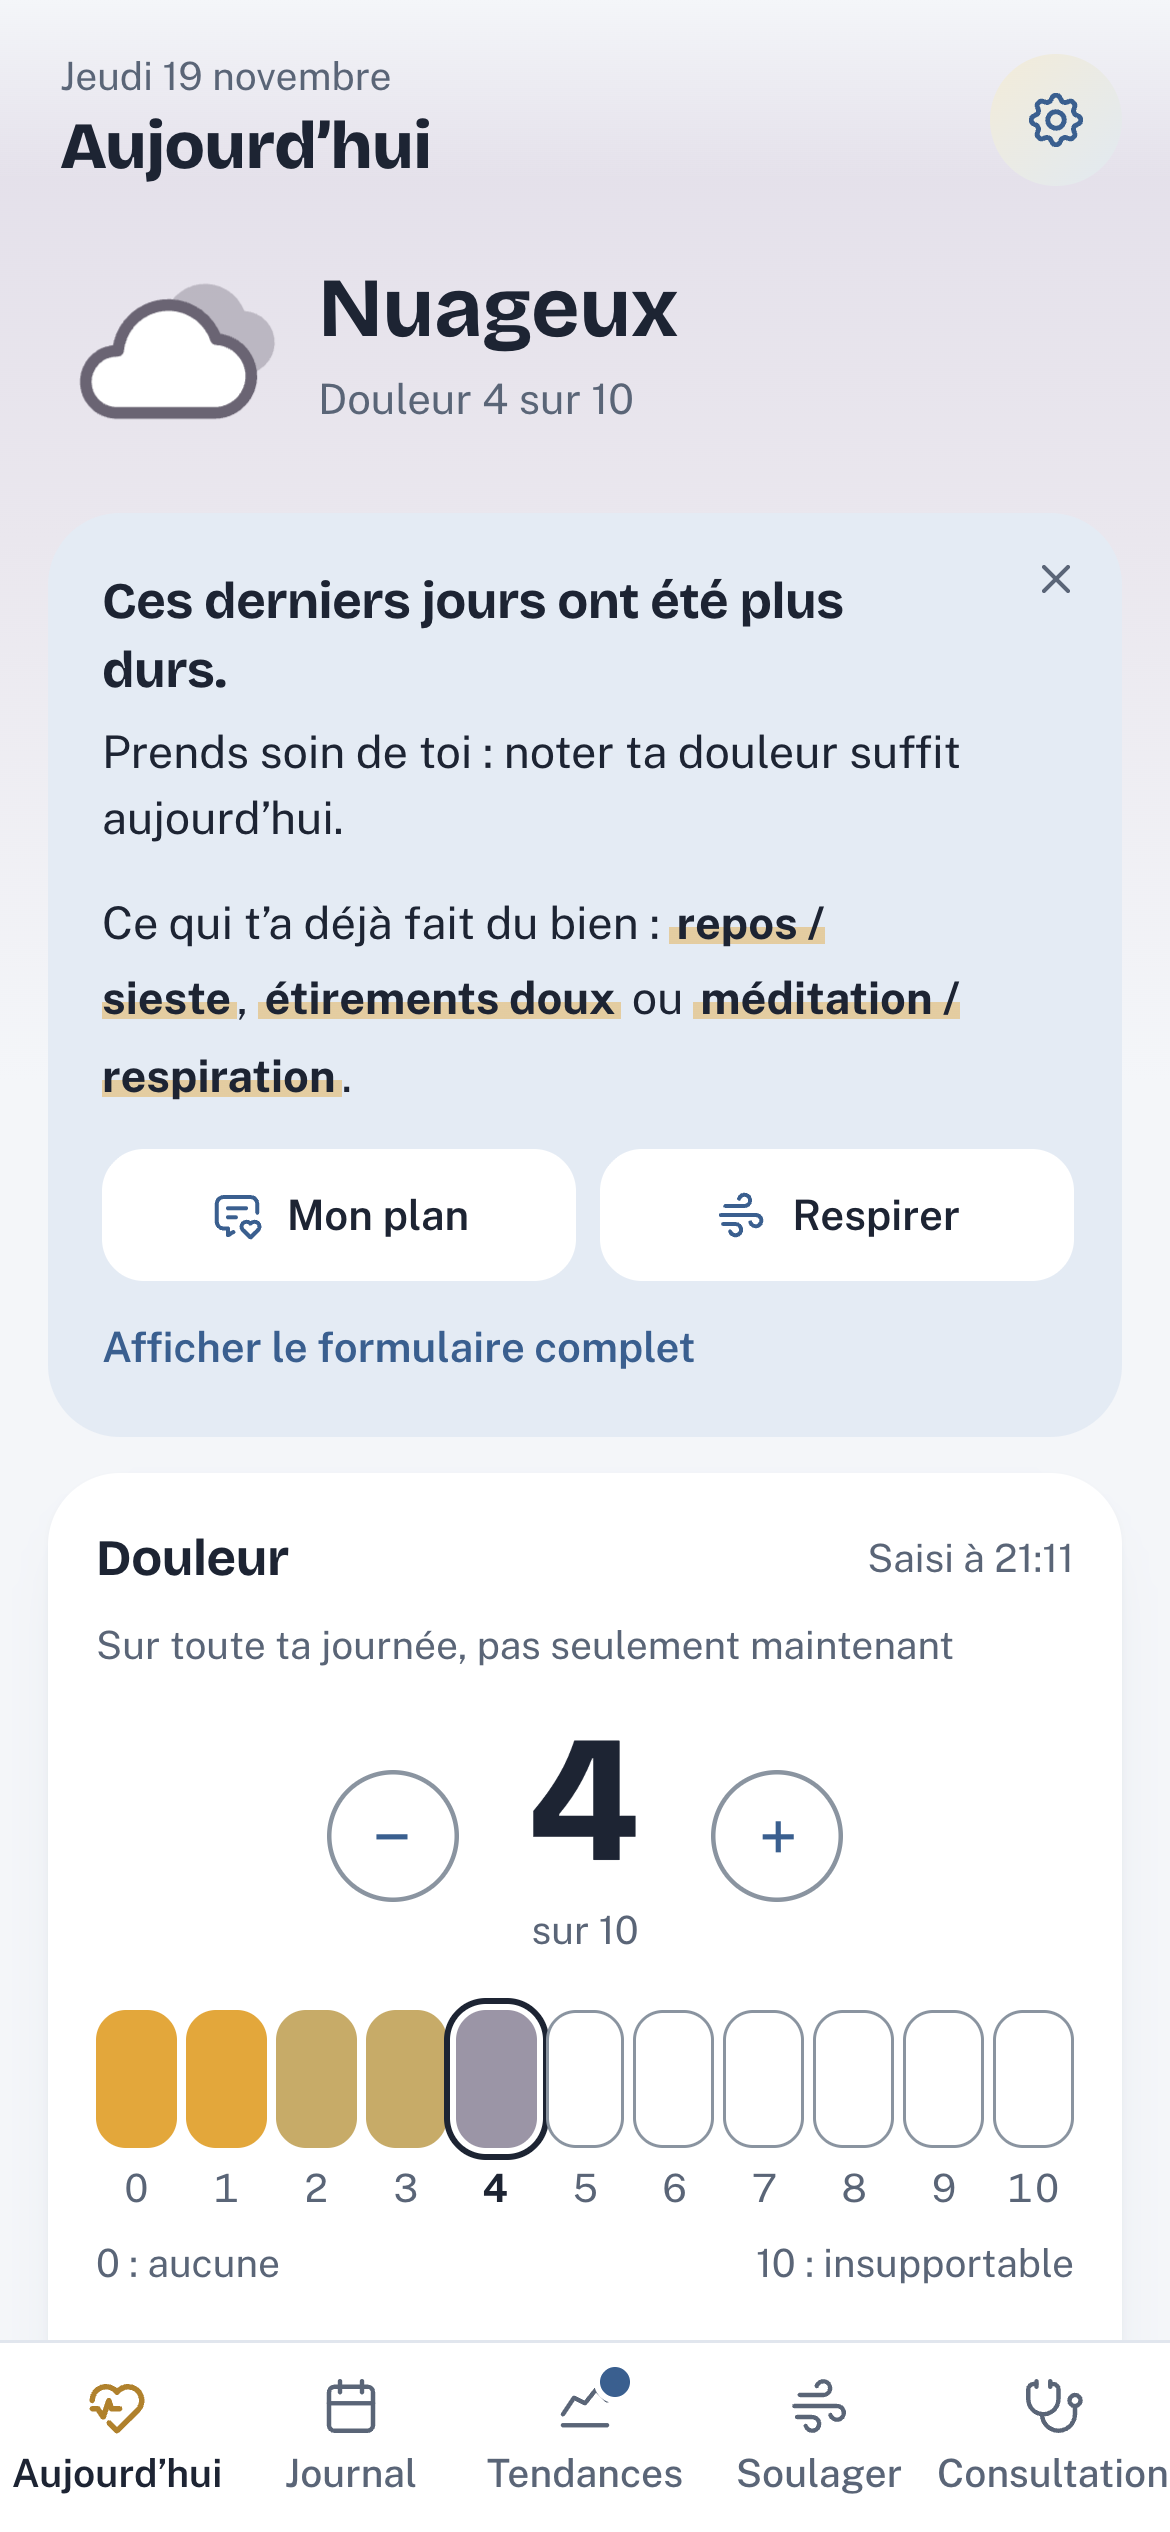 Jeudi 19 novembre
Aujourd’hui
Nuageux
Douleur 4 sur 10
Ces derniers jours ont été plus
durs.
Prends soin de toi : noter ta douleur suffit
aujourd’hui.
Ce qui t’a déjà fait du bien : repos /
sieste, étirements doux ou méditation /
respiration.
Mon plan
Respirer
Afficher le formulaire complet
Douleur
Saisi à 21:11
Sur toute ta journée, pas seulement maintenant
− 4 +
sur 10
0 1 2 3 4 5 6 7 8 9 10
0 : aucune
10 : insupportable
Aujourd’hui Journal Tendances Soulager Consultation